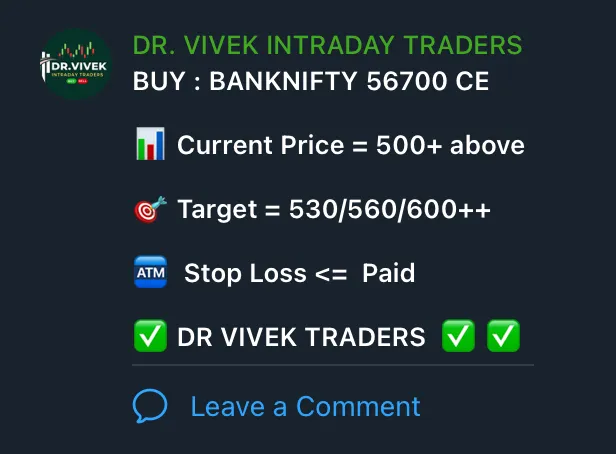 DR.VIVEK
INTRADAY TRADERS
DR. VIVEK INTRADAY TRADERS
BUY : BANKNIFTY 56700 CE
📊 Current Price = 500+ above
🎯 Target = 530/560/600++
🏧 Stop Loss <= Paid
✅ DR VIVEK TRADERS ✅ ✅
Leave a Comment